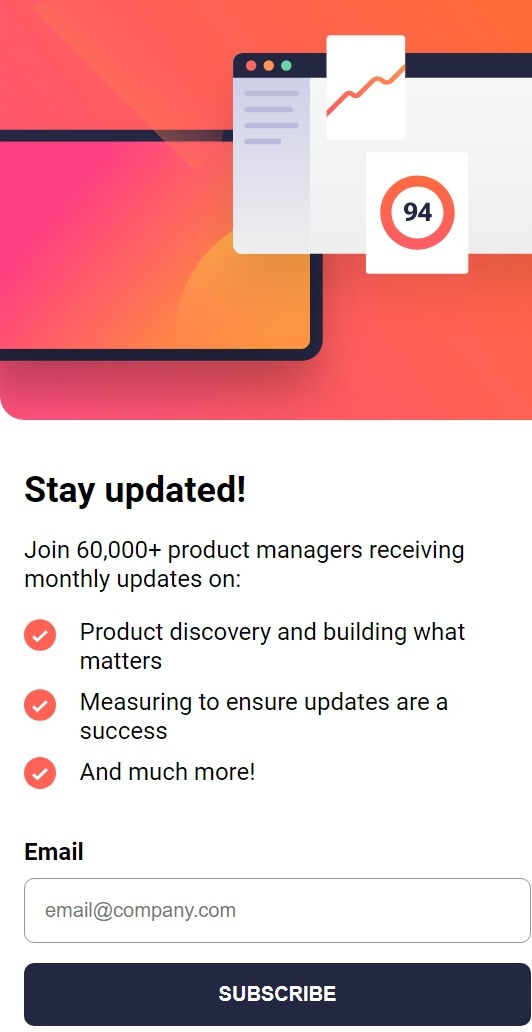 94
Stay updated!
Join 60,000+ product managers receiving
monthly updates on:
Product discovery and building what
matters
Measuring to ensure updates are a
success
And much more!
Email
email@company.com
SUBSCRIBE